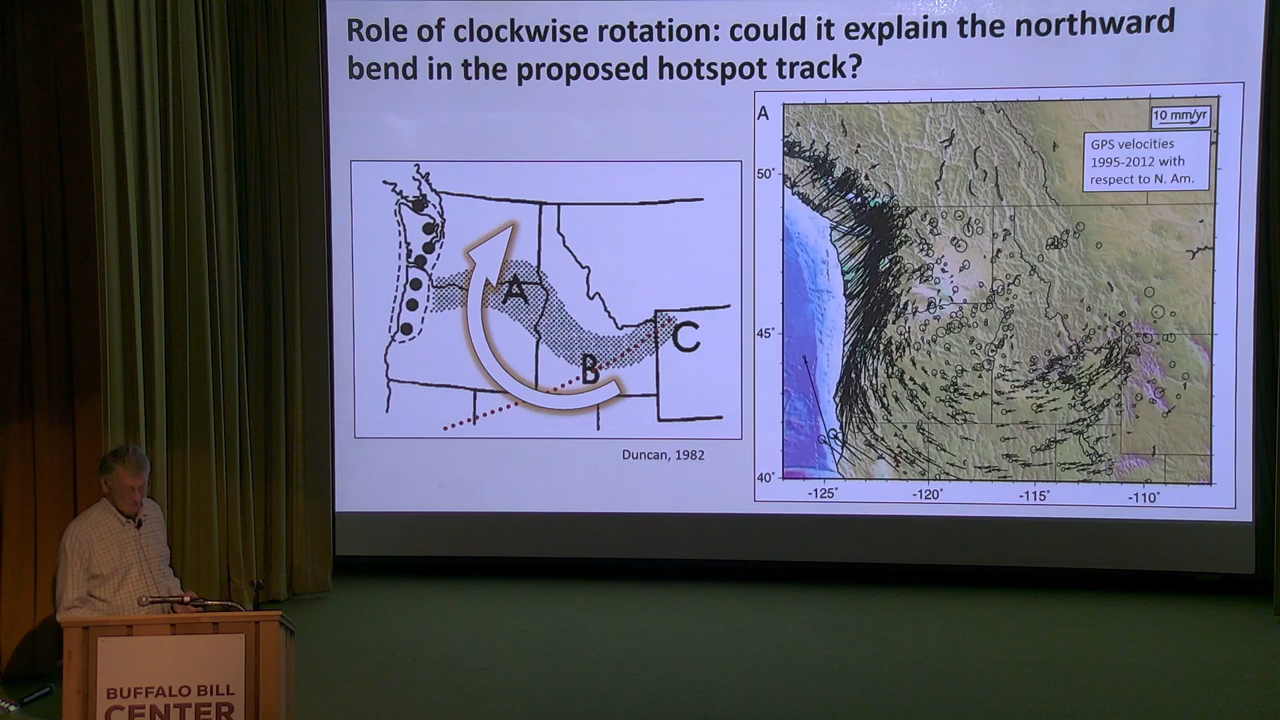 Role of clockwise rotation: could it explain the northward
bend in the proposed hotspot track?
A
B
C
Duncan, 1982
A
10 mm/yr
GPS velocities
1995-2012 with
respect to N. Am.
50°
45°
40°
-125°
-120°
-115°
-110°
BUFFALO BILL
CENTER